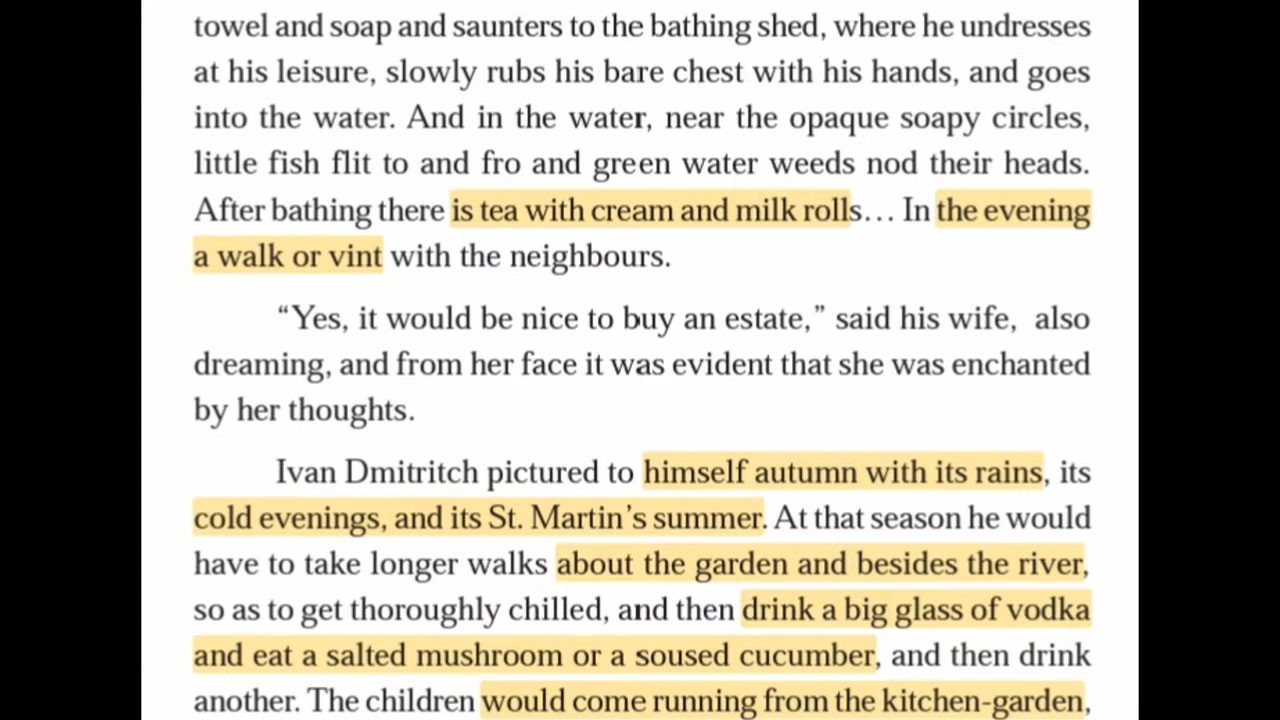 towel and soap and saunters to the bathing shed, where he undresses
at his leisure, slowly rubs his bare chest with his hands, and goes
into the water. And in the water, near the opaque soapy circles,
little fish flit to and fro and green water weeds nod their heads.
After bathing there is tea with cream and milk rolls… In the evening
a walk or vint with the neighbours.
“Yes, it would be nice to buy an estate,” said his wife, also
dreaming, and from her face it was evident that she was enchanted
by her thoughts.
Ivan Dmitritch pictured to himself autumn with its rains, its
cold evenings, and its St. Martin’s summer. At that season he would
have to take longer walks about the garden and besides the river,
so as to get thoroughly chilled, and then drink a big glass of vodka
and eat a salted mushroom or a soused cucumber, and then drink
another. The children would come running from the kitchen-garden,